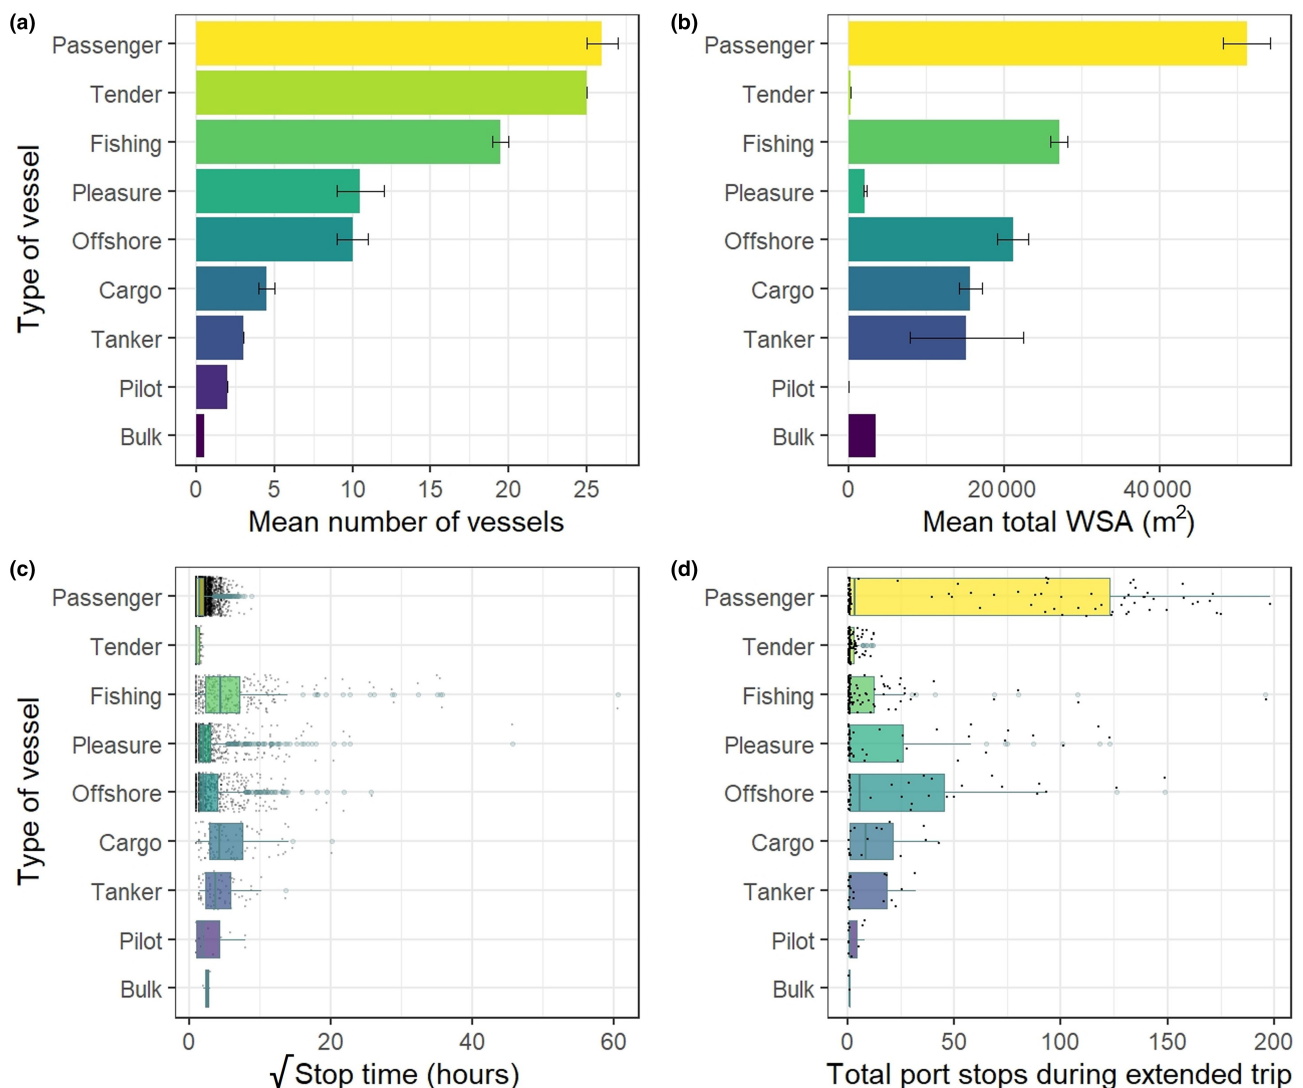 (a)
Type of vessel
Passenger
Tender
Fishing
Pleasure
Offshore
Cargo
Tanker
Pilot
Bulk
0 5 10 15 20 25
Mean number of vessels
(b)
Passenger
Tender
Fishing
Pleasure
Offshore
Cargo
Tanker
Pilot
Bulk
0 20 000 40 000
Mean total WSA (m²)
(c)
Type of vessel
Passenger
Tender
Fishing
Pleasure
Offshore
Cargo
Tanker
Pilot
Bulk
0 20 40 60
√Stop time (hours)
(d)
Passenger
Tender
Fishing
Pleasure
Offshore
Cargo
Tanker
Pilot
Bulk
0 50 100 150 200
Total port stops during extended trip